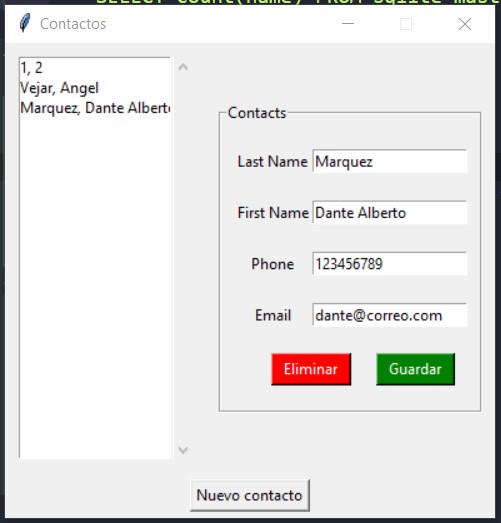 SELECT count(name) FROM sqlite_mast
Contactos
1, 2
Vejar, Angel
Marquez, Dante Alberto
Contacts
Last Name Marquez
First Name Dante Alberto
Phone 123456789
Email dante@correo.com
Eliminar Guardar
Nuevo contacto